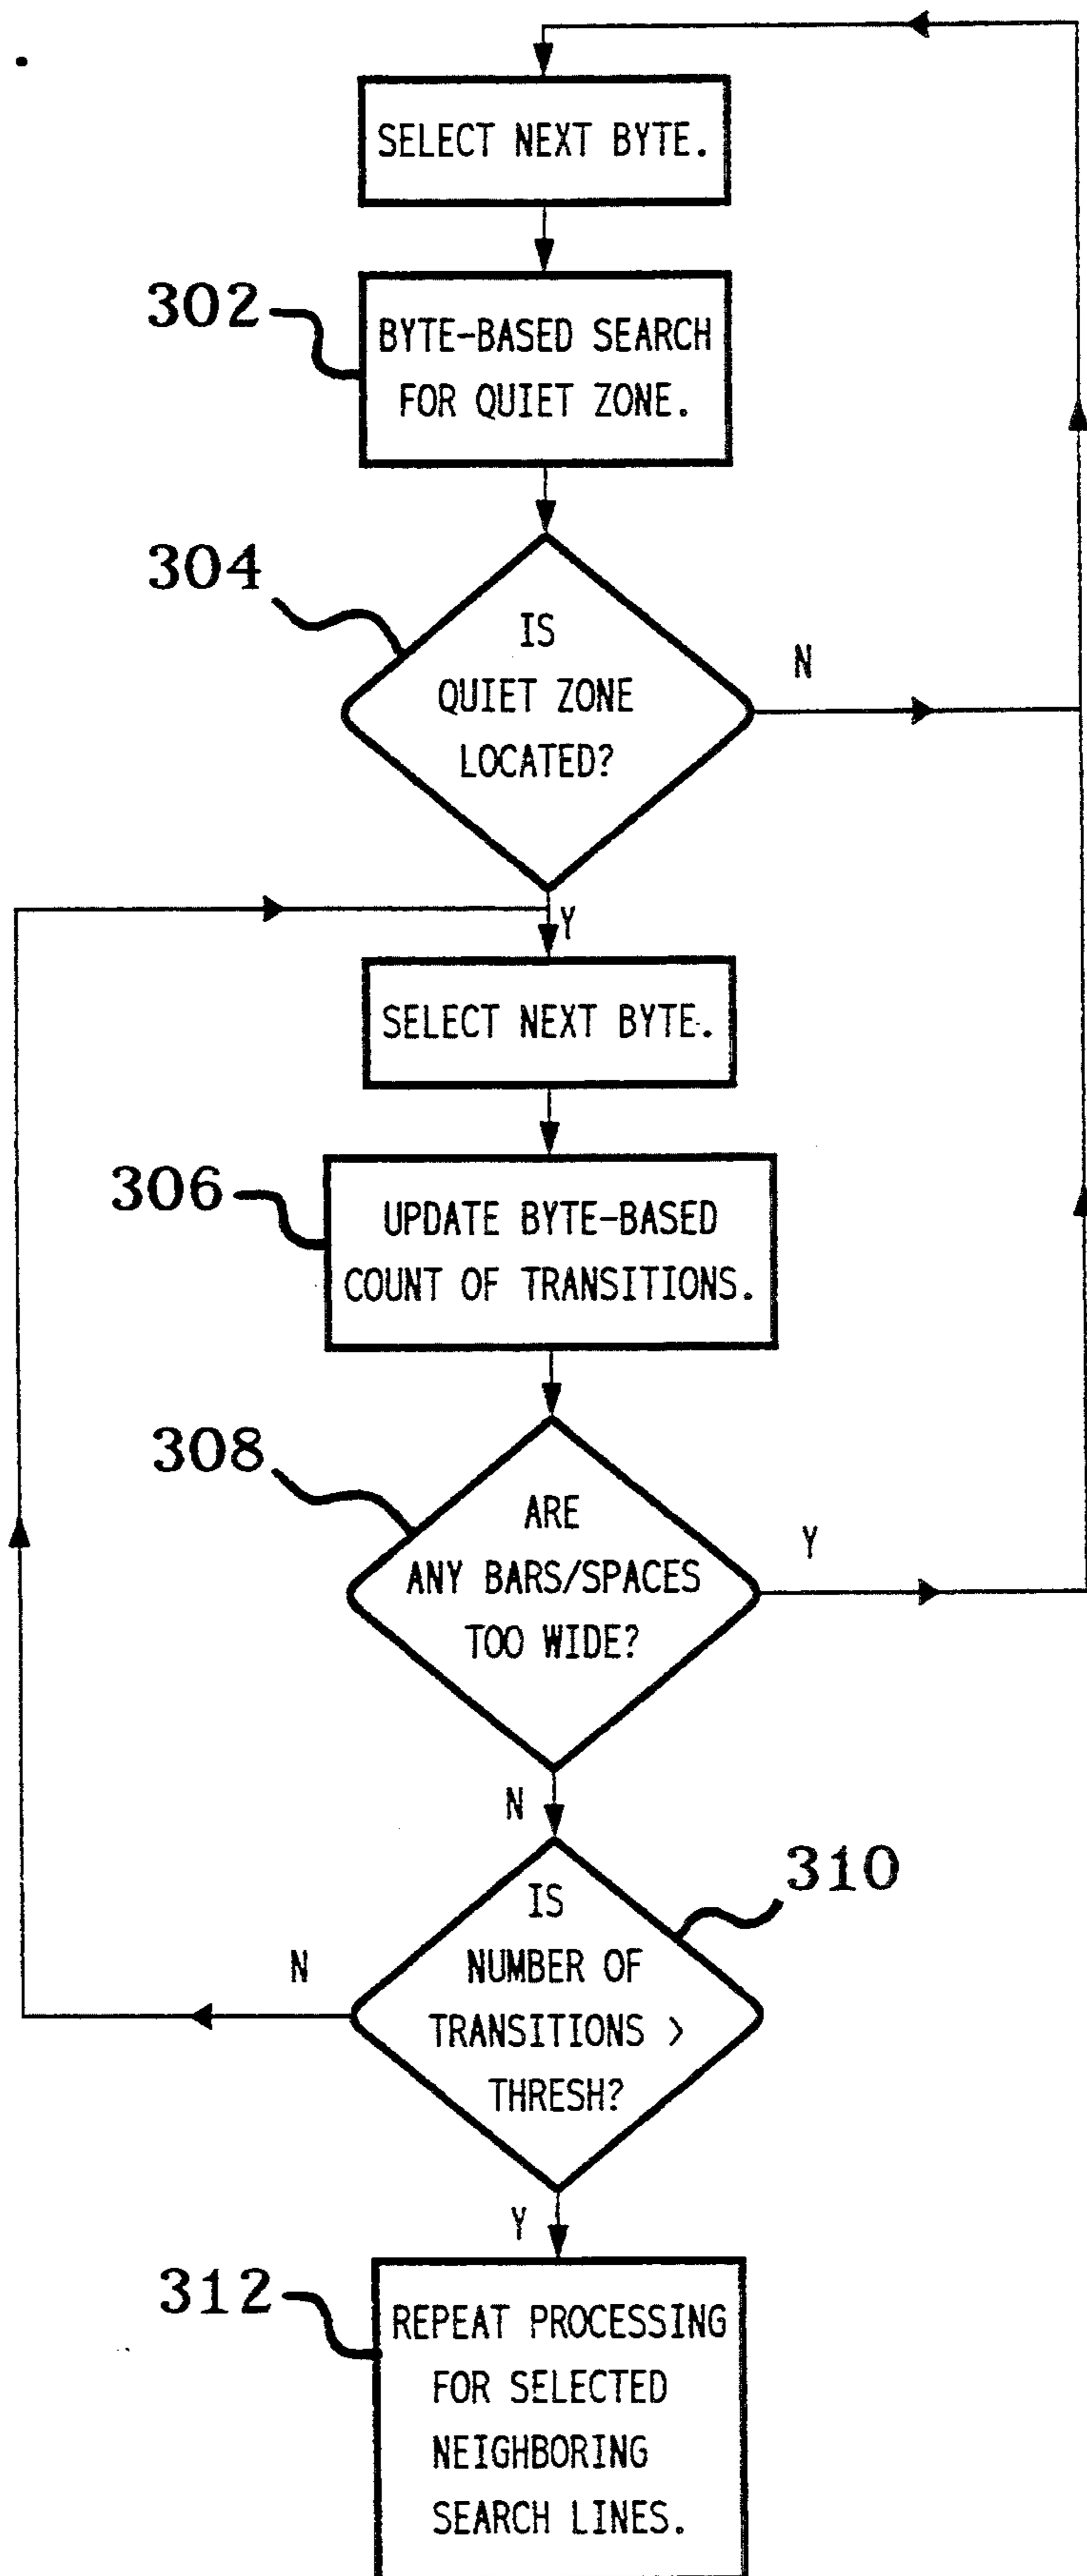 SELECT NEXT BYTE.
302
BYTE-BASED SEARCH
FOR QUIET ZONE.
304
IS
QUIET ZONE
LOCATED?
N
Y
SELECT NEXT BYTE.
306
UPDATE BYTE-BASED
COUNT OF TRANSITIONS.
308
ARE
ANY BARS/SPACES
TOO WIDE?
Y
N
310
IS
NUMBER OF
TRANSITIONS >
THRESH?
N
Y
312
REPEAT PROCESSING
FOR SELECTED
NEIGHBORING
SEARCH LINES.